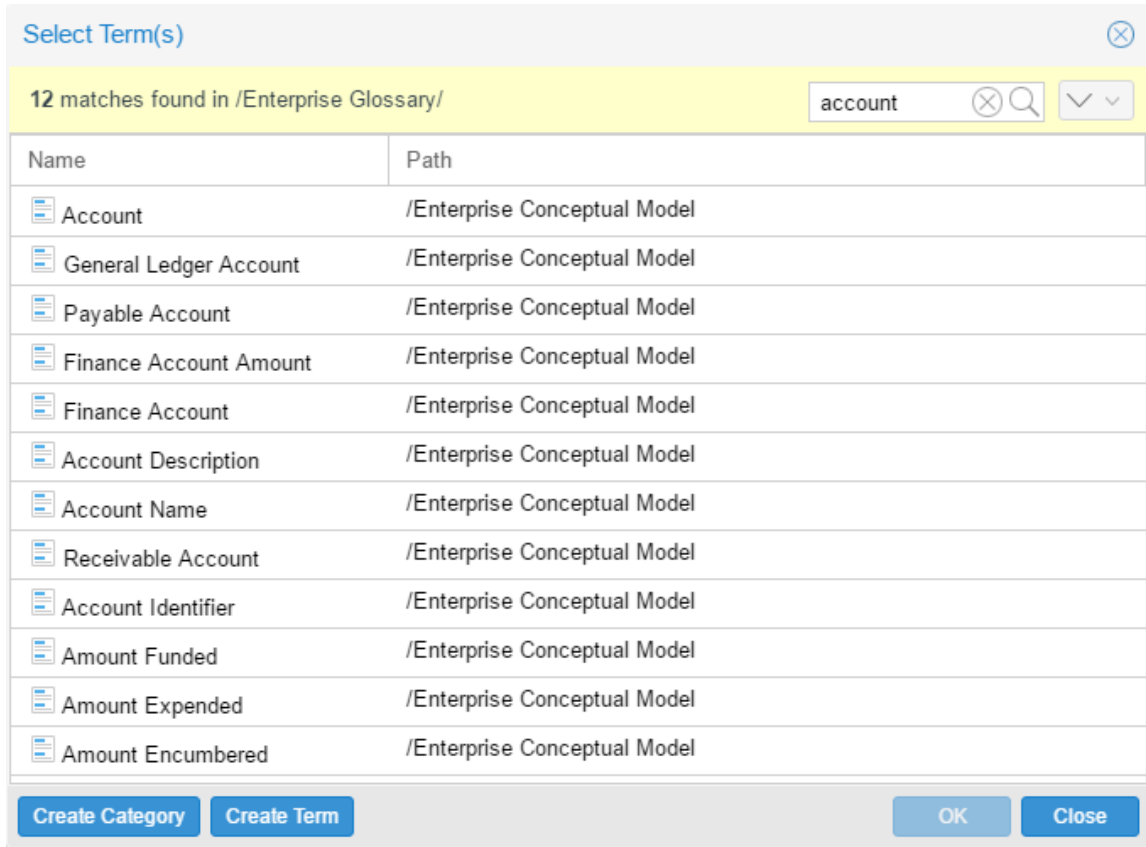 Select Term(s)
12 matches found in /Enterprise Glossary/ account
Name Path
Account /Enterprise Conceptual Model
General Ledger Account /Enterprise Conceptual Model
Payable Account /Enterprise Conceptual Model
Finance Account Amount /Enterprise Conceptual Model
Finance Account /Enterprise Conceptual Model
Account Description /Enterprise Conceptual Model
Account Name /Enterprise Conceptual Model
Receivable Account /Enterprise Conceptual Model
Account Identifier /Enterprise Conceptual Model
Amount Funded /Enterprise Conceptual Model
Amount Expended /Enterprise Conceptual Model
Amount Encumbered /Enterprise Conceptual Model
Create Category Create Term OK Close